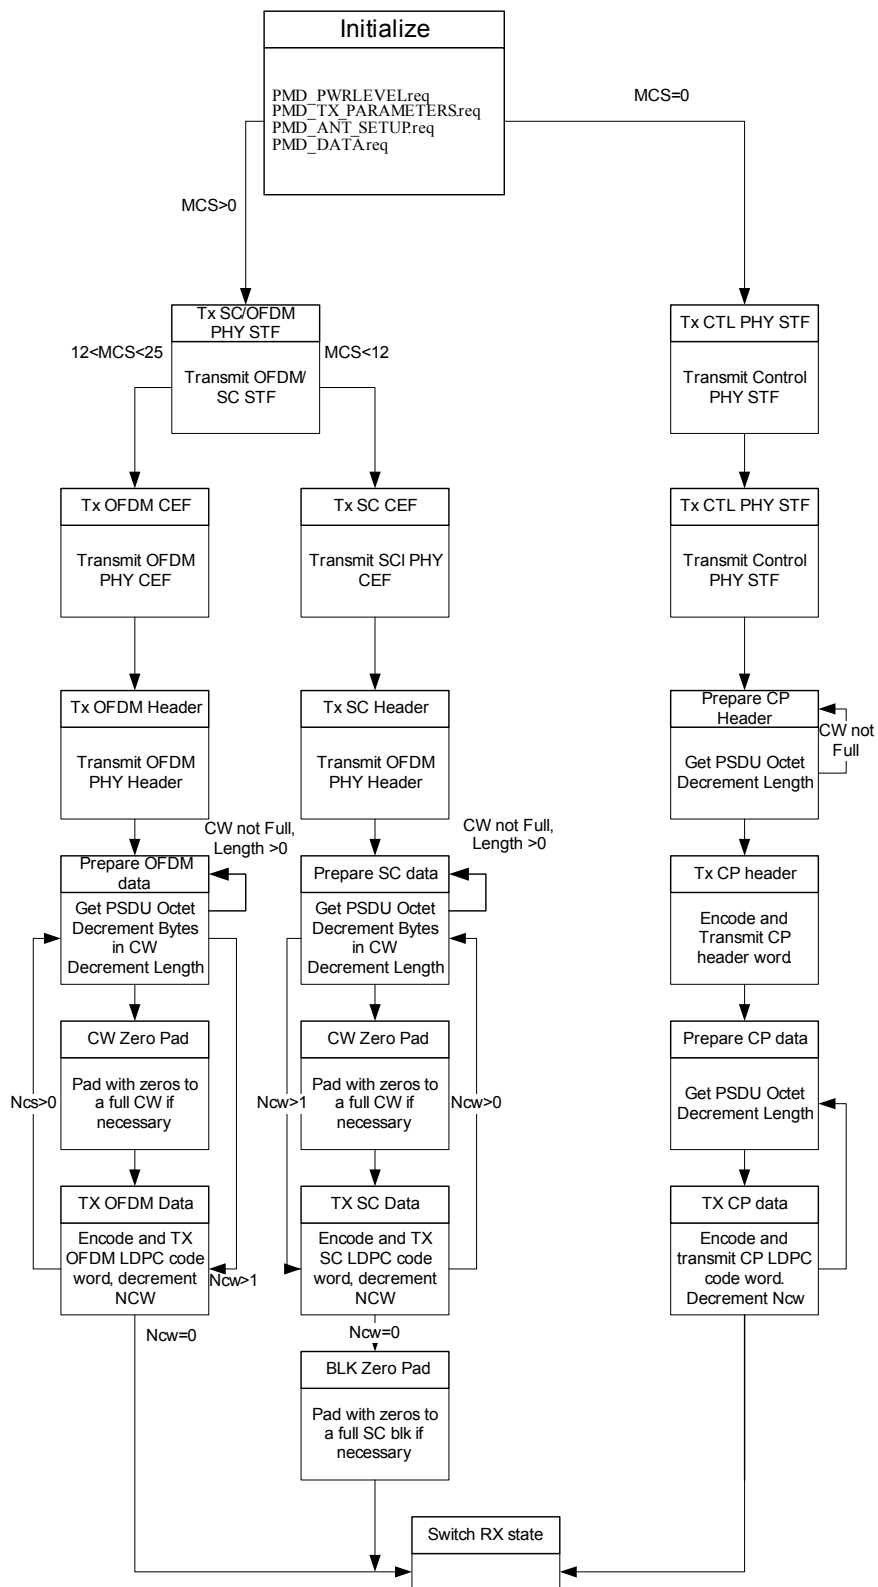 Initialize
PMD_PWRLEVEL.req
PMD_TX_PARAMETERS.req
PMD_ANT_SETUP.req
PMD_DATA.req
MCS=0
MCS>0
Tx SC/OFDM
PHY STF
Transmit OFDM/
SC STF
12<MCS<25
MCS<12
Tx CTL PHY STF
Transmit Control
PHY STF
Tx OFDM CEF
Transmit OFDM
PHY CEF
Tx SC CEF
Transmit SCl PHY
CEF
Tx CTL PHY STF
Transmit Control
PHY STF
Tx OFDM Header
Transmit OFDM
PHY Header
Tx SC Header
Transmit OFDM
PHY Header
Prepare CP
Header
Get PSDU Octet
Decrement Length
CW not
Full
CW not Full,
Length >0
CW not Full,
Length >0
Prepare OFDM
data
Get PSDU Octet
Decrement Bytes
in CW
Decrement Length
Prepare SC data
Get PSDU Octet
Decrement Bytes
in CW
Decrement Length
Tx CP header
Encode and
Transmit CP
header word.
CW Zero Pad
Pad with zeros to
a full CW if
necessary
CW Zero Pad
Pad with zeros to
a full CW if
necessary
Prepare CP data
Get PSDU Octet
Decrement Length
Ncs>0
Ncw>1
Ncw>0
TX OFDM Data
Encode and TX
OFDM LDPC code
word, decrement
NCW
Ncw>1
TX SC Data
Encode and TX
SC LDPC code
word, decrement
NCW
TX CP data
Encode and
transmit CP LDPC
code word.
Decrement Ncw
Ncw=0
Ncw=0
BLK Zero Pad
Pad with zeros to
a full SC blk if
necessary
Switch RX state